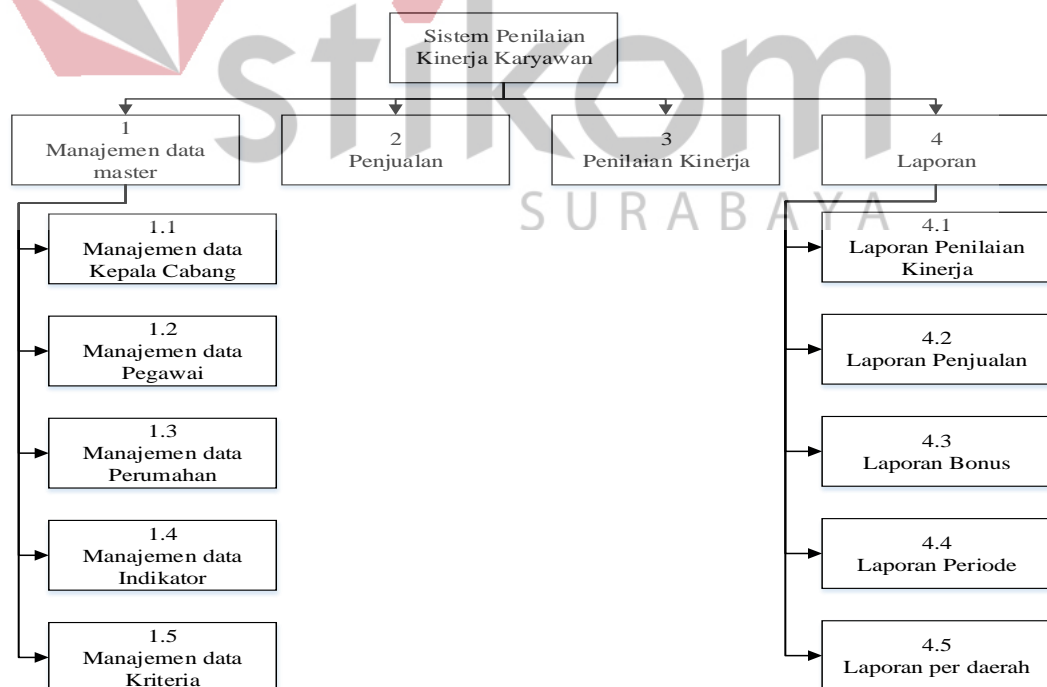 stikom
SURABAYA
Sistem Penilaian
Kinerja Karyawan
1
Manajemen data
master
2
Penjualan
3
Penilaian Kinerja
4
Laporan
1.1
Manajemen data
Kepala Cabang
1.2
Manajemen data
Pegawai
1.3
Manajemen data
Perumahan
1.4
Manajemen data
Indikator
1.5
Manajemen data
Kriteria
4.1
Laporan Penilaian
Kinerja
4.2
Laporan Penjualan
4.3
Laporan Bonus
4.4
Laporan Periode
4.5
Laporan per daerah